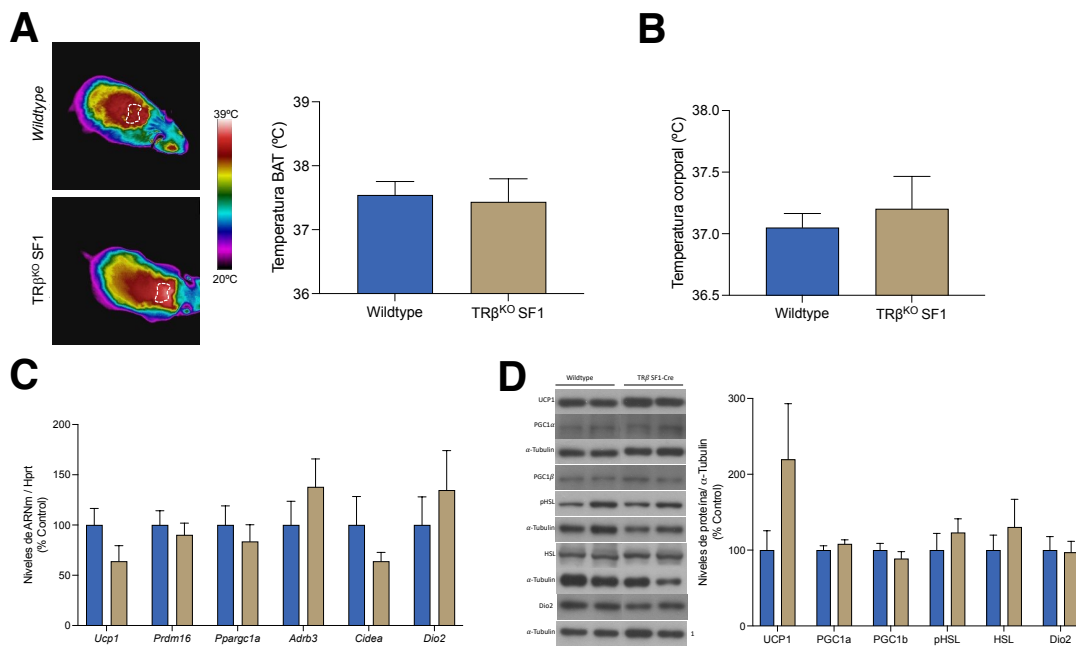 A
Wildtype
TRβᴷᴼ SF1
39ºC
20ºC
Temperatura BAT (ºC)
39
38
37
36
Wildtype
TRβᴷᴼ SF1
B
Temperatura corporal (ºC)
38.0
37.5
37.0
36.5
Wildtype
TRβᴷᴼ SF1
C
Niveles de ARNm / Hprt
(% Control)
200
150
100
50
0
Ucp1
Prdm16
Ppargc1a
Adrb3
Cidea
Dio2
D
Wildtype
TRβ SF1-Cre
UCP1
PGC1α
α-Tubulin
PGC1β
pHSL
α-Tubulin
HSL
α-Tubulin
Dio2
α-Tubulin
1
Niveles de proteína/ α-Tubulin
(% Control)
300
200
100
0
UCP1
PGC1a
PGC1b
pHSL
HSL
Dio2